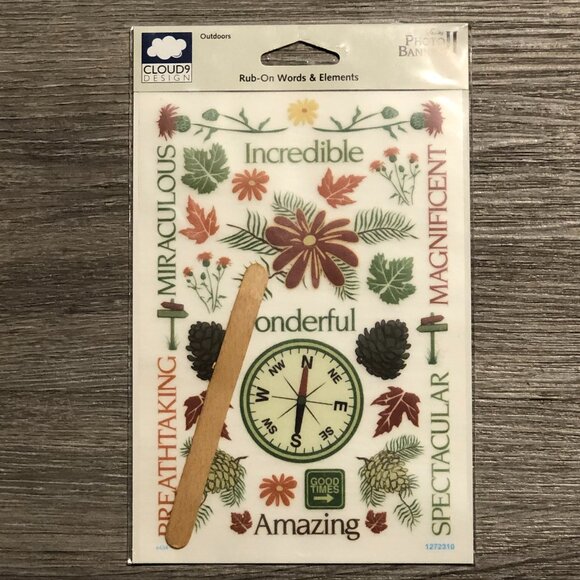 Outdoors
CLOUD9
DESIGN
PHOTO
Rub-On Words & Elements
MIRACULOUS
Incredible
MAGNIFICENT
onderful
N
NE
E
SE
S
SW
W
NW
BREATHTAKING
SPECTACULAR
GOOD
TIMES
Amazing
1272310